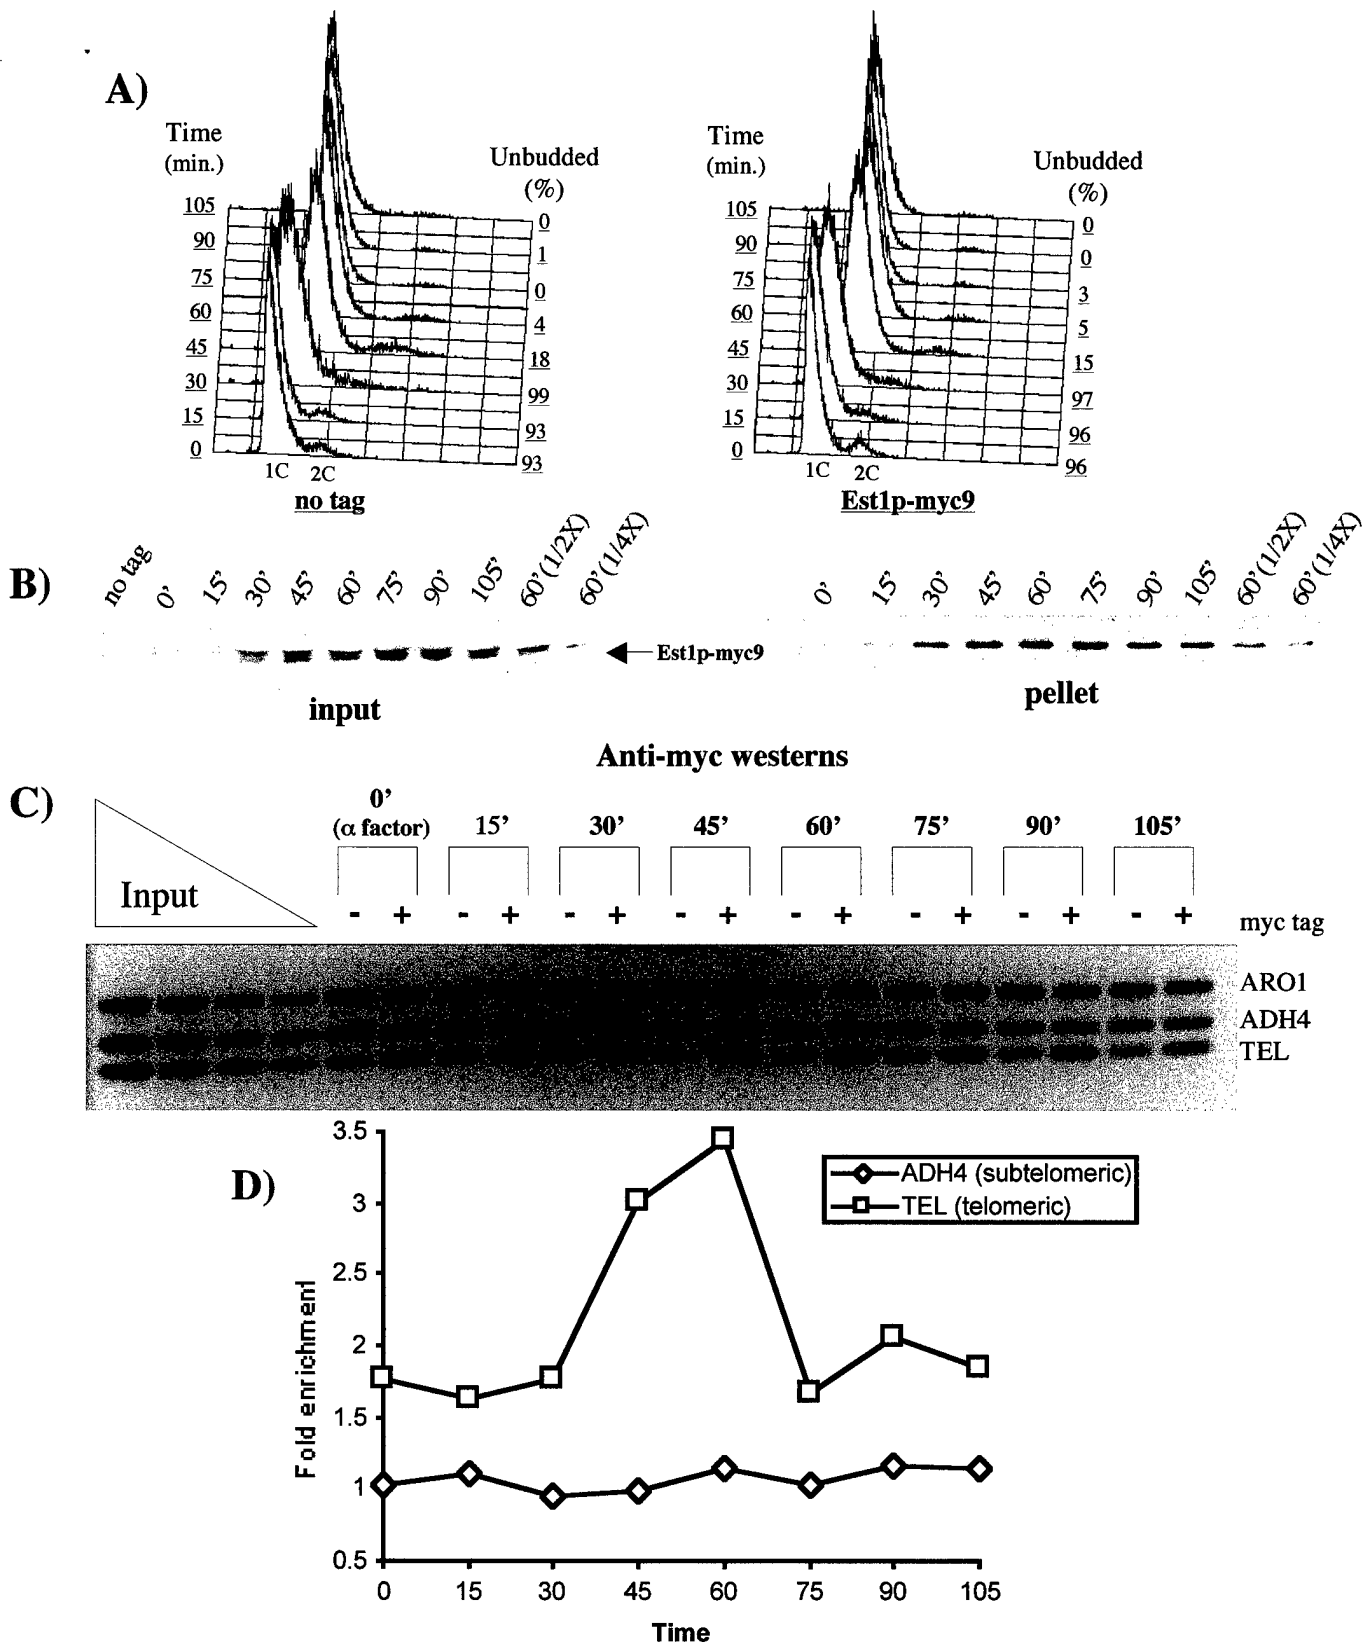 A)
Time
(min.)
Unbudded
(%)
105
90
75
60
45
30
15
0
0
1
0
4
18
99
93
93
1C 2C
no tag
Time
(min.)
Unbudded
(%)
105
90
75
60
45
30
15
0
0
0
3
5
15
97
96
96
1C 2C
Est1p-myc9
B)
no tag 0' 15' 30' 45' 60' 75' 90' 105' 60' (1/2X) 60' (1/4X)
0' 15' 30' 45' 60' 75' 90' 105' 60' (1/2X) 60' (1/4X)
Est1p-myc9
input
pellet
Anti-myc westerns
C)
Input
0'
(α factor) 15' 30' 45' 60' 75' 90' 105'
- + - + - + - + - + - + - + - + myc tag
ARO1
ADH4
TEL
D)
ADH4 (subtelomeric)
TEL (telomeric)
Fold enrichment
3.5
3
2.5
2
1.5
1
0.5
0 15 30 45 60 75 90 105
Time